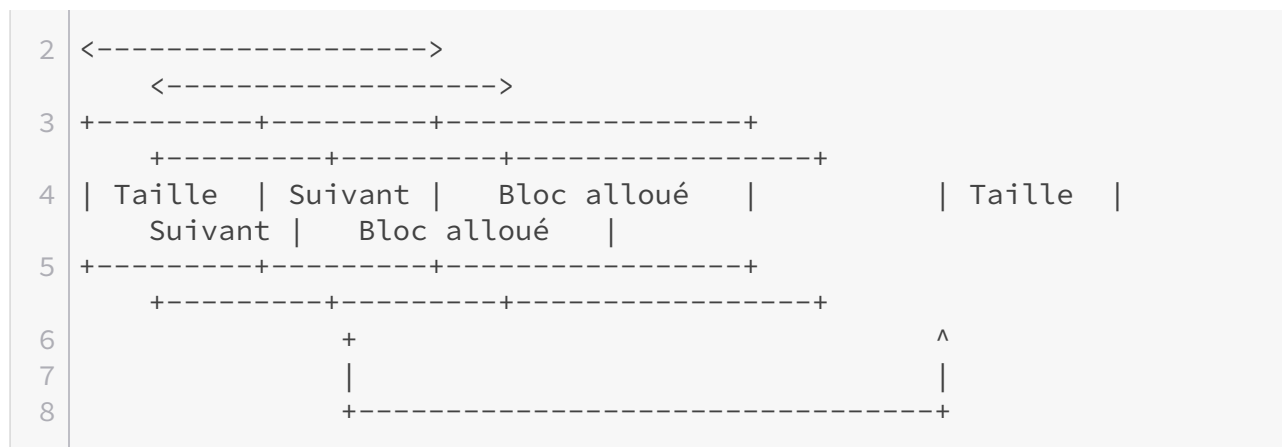 2 <------------------->
<------------------->
3 +---------+---------+-----------------+
+---------+---------+-----------------+
4 | Taille  | Suivant |   Bloc alloué   |          | Taille  |
Suivant |   Bloc alloué   |
5 +---------+---------+-----------------+
+---------+---------+-----------------+
6                +                                 ^
7                |                                 |
8                +---------------------------------+